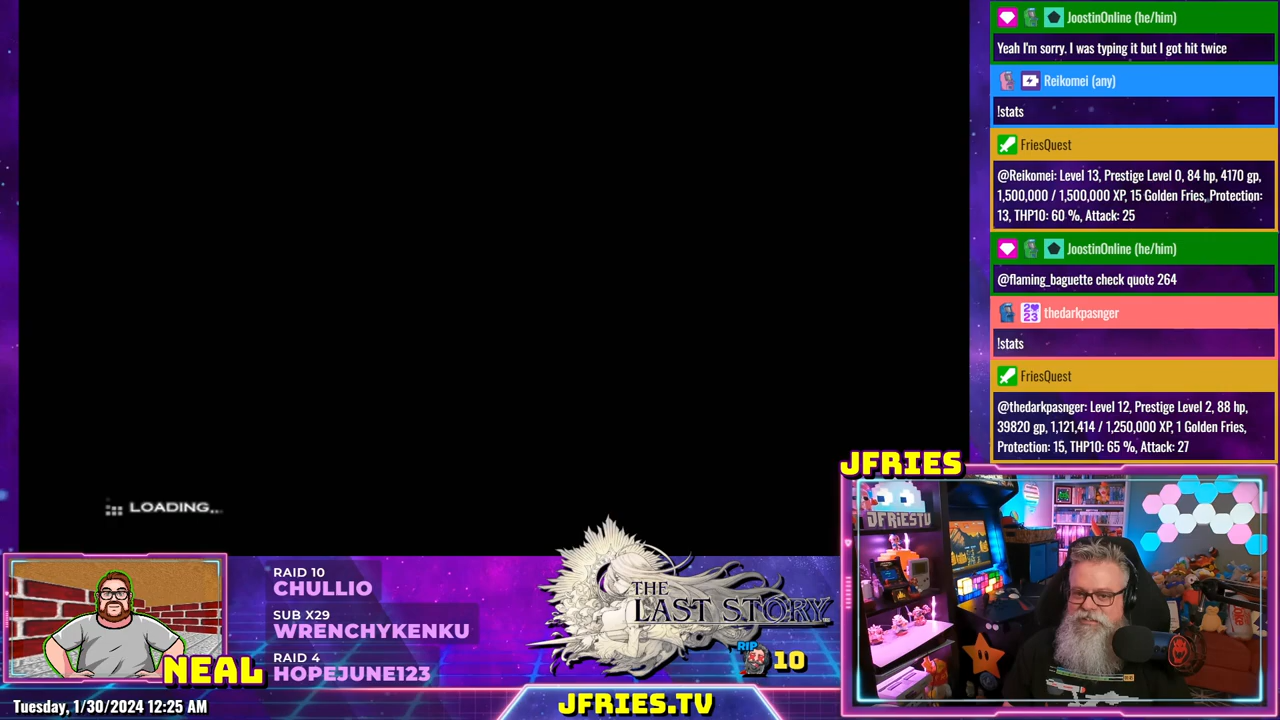 JoostinOnline (he/him)
Yeah I'm sorry. I was typing it but I got hit twice
Reikomei (any)
!stats
FriesQuest
@Reikomei: Level 13, Prestige Level 0, 84 hp, 4170 gp,
1,500,000 / 1,500,000 XP, 15 Golden Fries, Protection:
13, THP10: 60 %, Attack: 25
JoostinOnline (he/him)
@flaming_baguette check quote 264
2 23
thedarkpasnger
!stats
FriesQuest
@thedarkpasnger: Level 12, Prestige Level 2, 88 hp,
39820 gp, 1,121,414 / 1,250,000 XP, 1 Golden Fries,
Protection: 15, THP10: 65 %, Attack: 27
JFRIES
JFRIESTV
LOADING...
RAID 10
CHULLIO
SUB X29
WRENCHYKENKU
RAID 4
HOPEJUNE123
NEAL
THE
LAST STORY
RIP
10
JFRIES.TV
Tuesday, 1/30/2024 12:25 AM